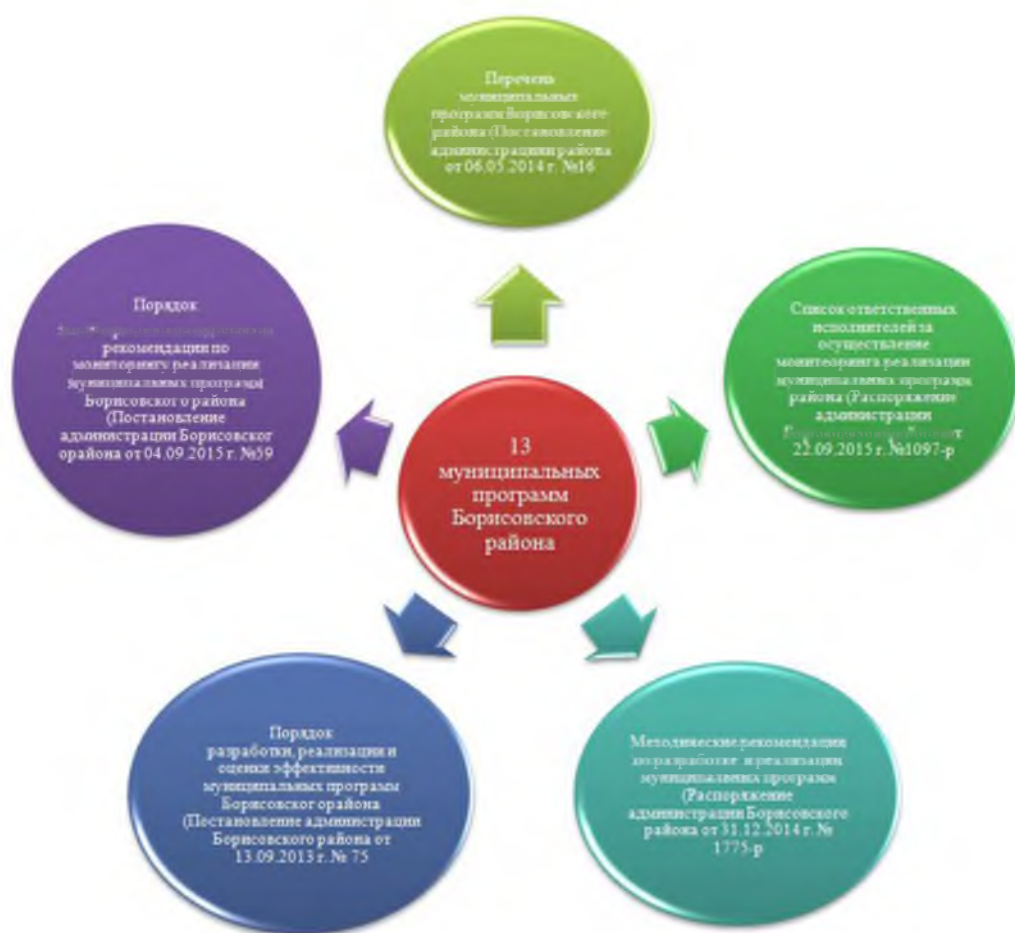 Перечень
муниципальных
программ Борисовского
района (Постановление
администрации района
от 06.05.2014 г. №16
Порядок
рекомендации по
мониторингу реализации
муниципальных программ
Борисовского района
(Постановление
администрации Борисовског
орайона от 04.09.2015 г. №59
Список ответственных
исполнителей за
осуществление
мониторинга реализации
муниципальных программ
района (Распоряжение
администрации
22.09.2015 г. №1097-р
13
муниципальных
программ
Борисовского
района
Порядок
разработки, реализации и
оценки эффективности
муниципальных программ
Борисовског орайона
(Постановление администрации
Борисовского района от
13.09.2013 г. № 75
Методические рекомендации
по разработке и реализации
муниципальных программ
(Распоряжение
администрации Борисовского
района от 31.12.2014 г. №
1775-р